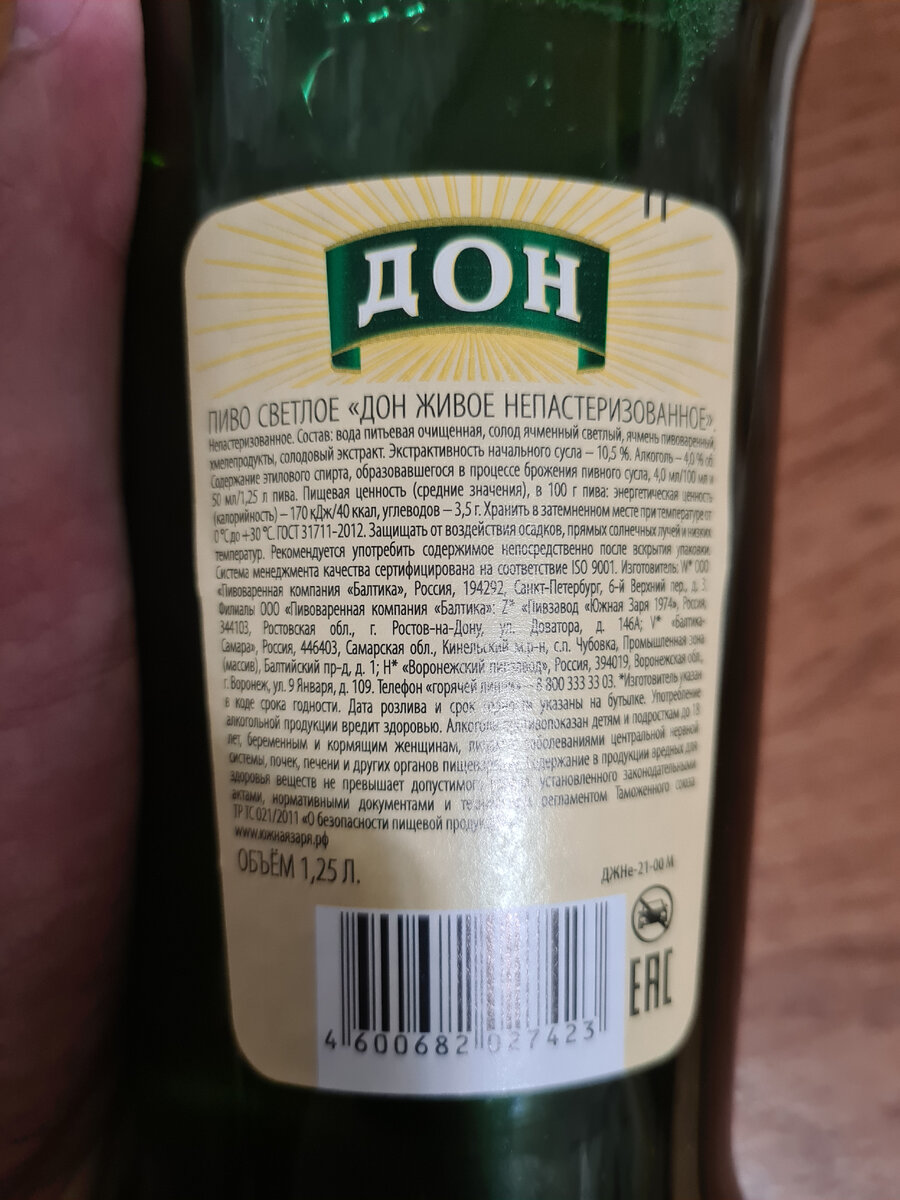 ДОН
ПИВО СВЕТЛОЕ «ДОН ЖИВОЕ НЕПАСТЕРИЗОВАННОЕ»
Непастеризованное. Состав: вода питьевая очищенная, солод ячменный светлый, ячмень пивоваренный,
хмелепродукты, солодовый экстракт. Экстрактивность начального сусла – 10,5 %. Алкоголь – 4,0 % об.
Содержание этилового спирта, образовавшегося в процессе брожения пивного сусла, 4,0 мл/100 мл и
50 мл/1,25 л пива. Пищевая ценность (средние значения), в 100 г пива: энергетическая ценность
(калорийность) – 170 кДж/40 ккал, углеводов – 3,5 г. Хранить в затемненном месте при температуре от
0 °С до +30 °С. ГОСТ 31711-2012. Защищать от воздействия осадков, прямых солнечных лучей и низких
температур. Рекомендуется употребить содержимое непосредственно после вскрытия упаковки.
Система менеджмента качества сертифицирована на соответствие ISO 9001. Изготовитель: W* ООО
«Пивоваренная компания «Балтика», Россия, 194292, Санкт-Петербург, 6-й Верхний пер., д. 3.
Филиалы ООО «Пивоваренная компания «Балтика»: Z* «Пивзавод «Южная Заря 1974», Россия,
344103, Ростовская обл., г. Ростов-на-Дону, ул. Доватора, д. 146А; V* «Балтика-
Самара», Россия, 446403, Самарская обл., Кинельский м.р-н, с.п. Чубовка, Промышленная зона
(массив), Балтийский пр-д, д. 1; H* «Воронежский пивзавод», Россия, 394019, Воронежская обл.,
г. Воронеж, ул. 9 Января, д. 109. Телефон «горячей линии» – 8 800 333 33 03. *Изготовитель указан
в коде срока годности. Дата розлива и срок годности указаны на бутылке. Употребление
алкогольной продукции вредит здоровью. Алкоголь противопоказан детям и подросткам до 18
лет, беременным и кормящим женщинам, заболеваниями центральной нервной
системы, почек, печени и других органов Содержание в продукции вредных для
здоровья веществ не превышает установленного законодательными
актами, нормативными документами и регламентом Таможенного союза
ТР ТС 021/2011 «О безопасности пищевой
www.южнаязаря.рф
ОБЪЁМ 1,25 Л.
ДЖНе-21-00 М
EAC
4 600682 027423